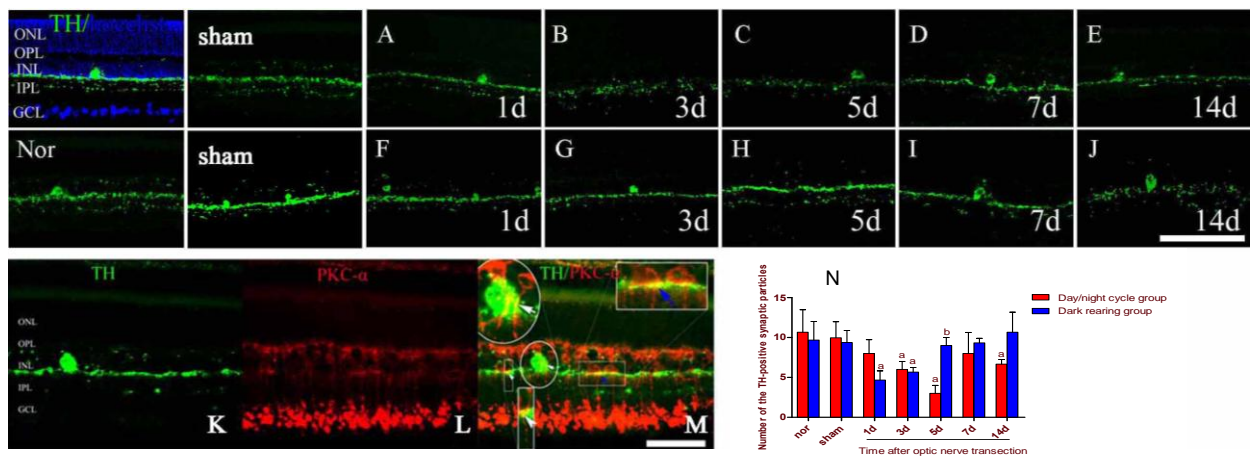 TH/Hoechst
ONL
OPL
INL
IPL
GCL
sham
A
1d
B
3d
C
5d
D
7d
E
14d
Nor
sham
F
1d
G
3d
H
5d
I
7d
J
14d
TH
ONL
OPL
INL
IPL
GCL
K
PKC-α
L
TH/PKC-α
M
N
Number of the TH-positive synaptic particles
15
10
5
0
a
a
a
a
b
a
nor
sham
1d
3d
5d
7d
14d
Time after optic nerve transection
Day/night cycle group
Dark rearing group